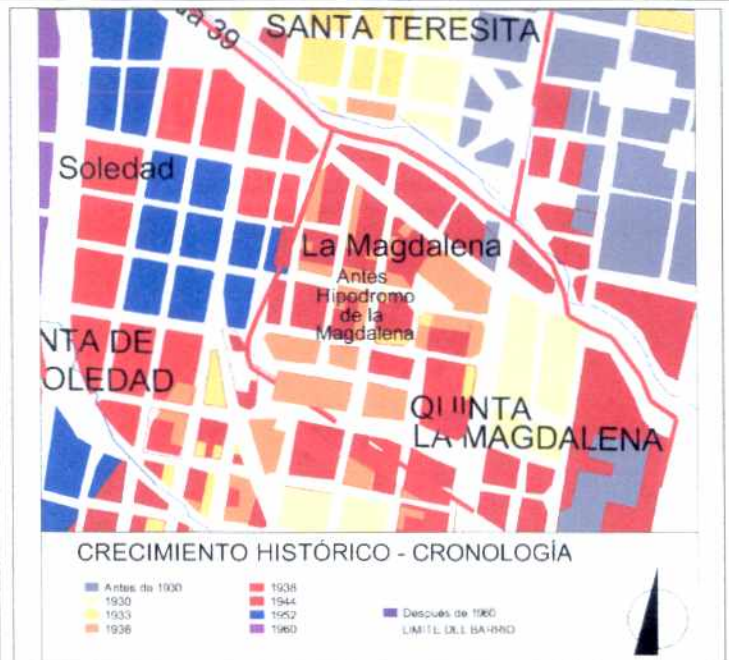 SANTA TERESITA
39
Soledad
La Magdalena
Antes
Hipodromo
de la
Magdalena
NTA DE
OLEDAD
QUINTA
LA MAGDALENA
CRECIMIENTO HISTÓRICO - CRONOLOGÍA
Antes de 1930
1930
1933
1936
1938
1944
1952
1960
Después de 1960
LIMITE DEL BARRIO